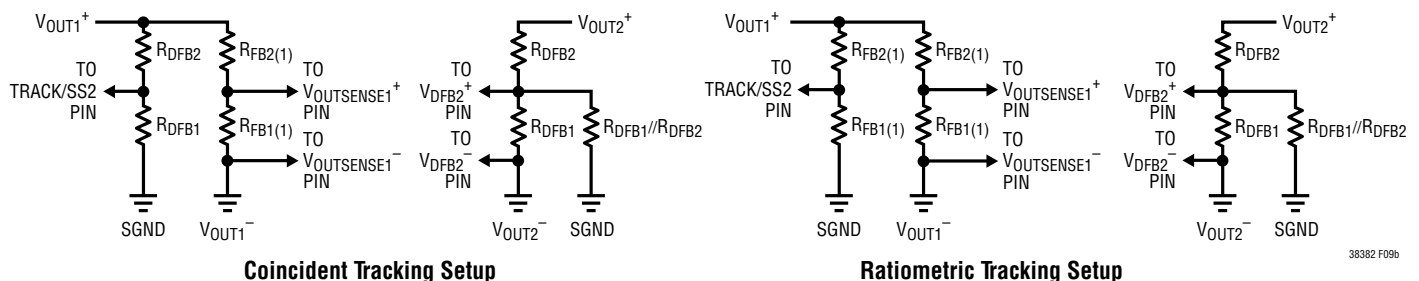 VOUT1+
RDFB2
RFB2(1)
TO
TRACK/SS2
PIN
TO
VOUTSENSE1+
PIN
RDFB1
RFB1(1)
TO
VOUTSENSE1–
PIN
SGND
VOUT1–
VOUT2+
RDFB2
TO
VDFB2+
PIN
RDFB1
RDFB1//RDFB2
TO
VDFB2–
PIN
VOUT2–
SGND
Coincident Tracking Setup
VOUT1+
RFB2(1)
RFB2(1)
TO
TRACK/SS2
PIN
TO
VOUTSENSE1+
PIN
RFB1(1)
RFB1(1)
TO
VOUTSENSE1–
PIN
SGND
VOUT1–
VOUT2+
RDFB2
TO
VDFB2+
PIN
RDFB1
RDFB1//RDFB2
TO
VDFB2–
PIN
VOUT2–
SGND
38382 F09b
Ratiometric Tracking Setup